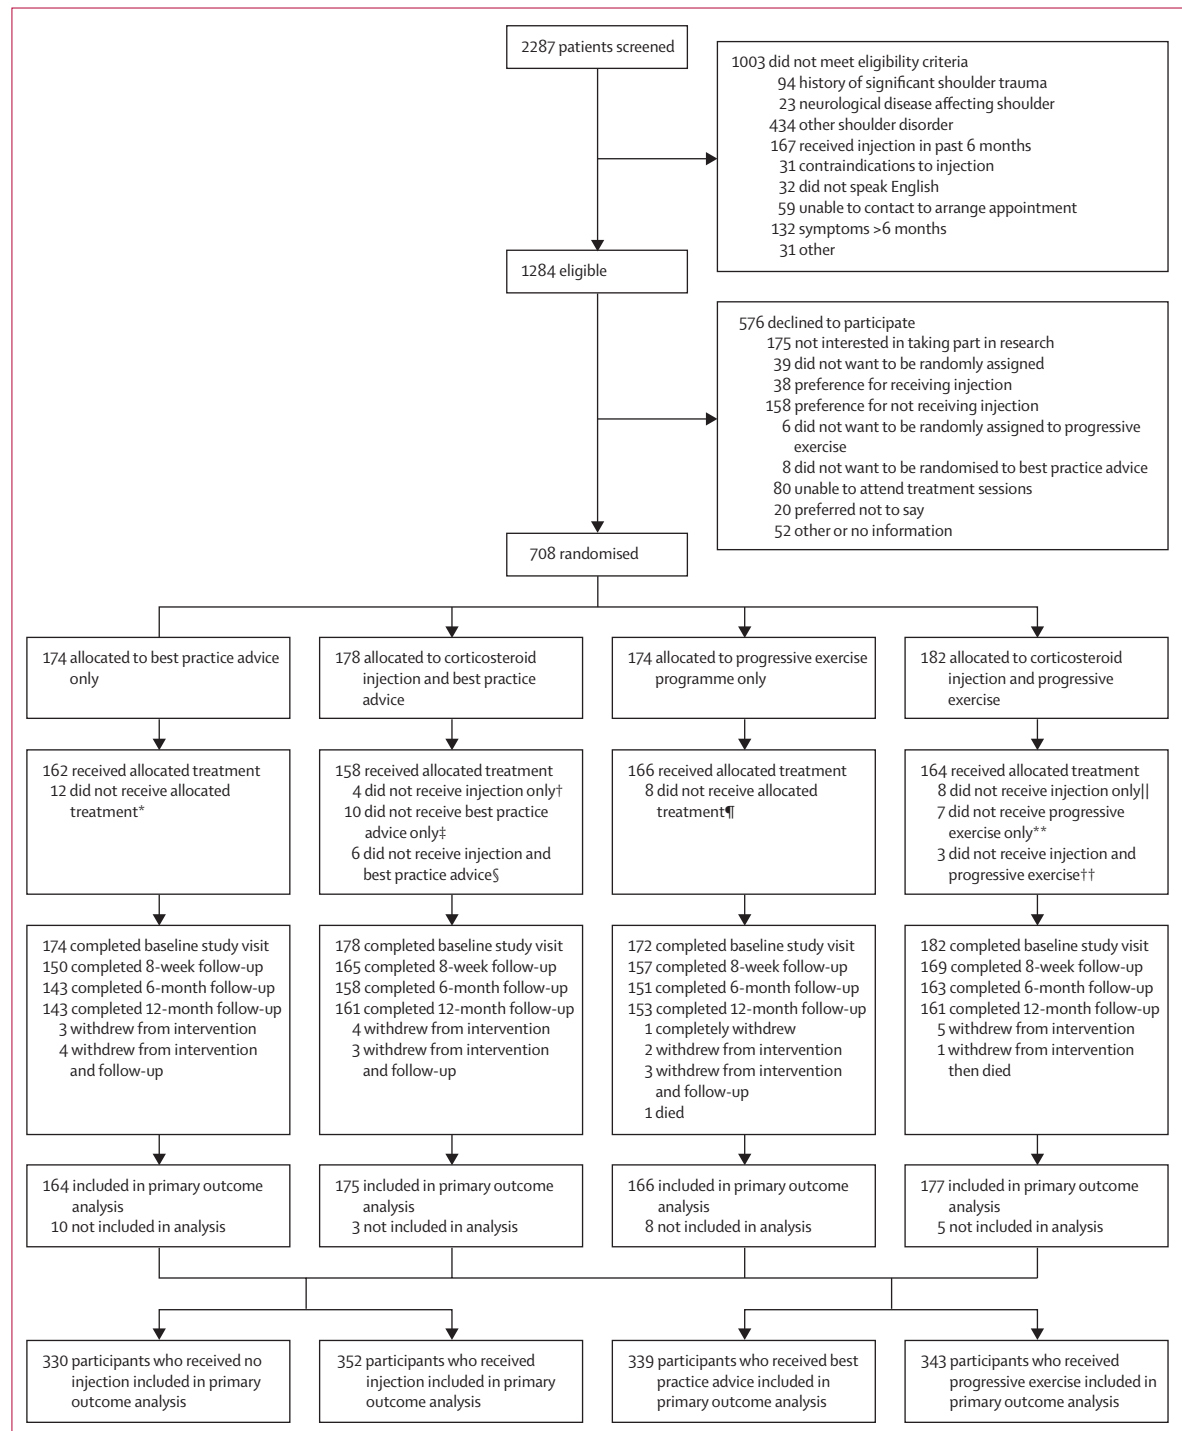 2287 patients screened
1003 did not meet eligibility criteria
94 history of significant shoulder trauma
23 neurological disease affecting shoulder
434 other shoulder disorder
167 received injection in past 6 months
31 contraindications to injection
32 did not speak English
59 unable to contact to arrange appointment
132 symptoms >6 months
31 other
1284 eligible
576 declined to participate
175 not interested in taking part in research
39 did not want to be randomly assigned
38 preference for receiving injection
158 preference for not receiving injection
6 did not want to be randomly assigned to progressive
exercise
8 did not want to be randomised to best practice advice
80 unable to attend treatment sessions
20 preferred not to say
52 other or no information
708 randomised
174 allocated to best practice advice
only
178 allocated to corticosteroid
injection and best practice
advice
174 allocated to progressive exercise
programme only
182 allocated to corticosteroid
injection and progressive
exercise
162 received allocated treatment
12 did not receive allocated
treatment*
158 received allocated treatment
4 did not receive injection only†
10 did not receive best practice
advice only‡
6 did not receive injection and
best practice advice§
166 received allocated treatment
8 did not receive allocated
treatment¶
164 received allocated treatment
8 did not receive injection only||
7 did not receive progressive
exercise only**
3 did not receive injection and
progressive exercise††
174 completed baseline study visit
150 completed 8-week follow-up
143 completed 6-month follow-up
143 completed 12-month follow-up
3 withdrew from intervention
4 withdrew from intervention
and follow-up
178 completed baseline study visit
165 completed 8-week follow-up
158 completed 6-month follow-up
161 completed 12-month follow-up
4 withdrew from intervention
3 withdrew from intervention
and follow-up
172 completed baseline study visit
157 completed 8-week follow-up
151 completed 6-month follow-up
153 completed 12-month follow-up
1 completely withdrew
2 withdrew from intervention
3 withdrew from intervention
and follow-up
1 died
182 completed baseline study visit
169 completed 8-week follow-up
163 completed 6-month follow-up
161 completed 12-month follow-up
5 withdrew from intervention
1 withdrew from intervention
then died
164 included in primary outcome
analysis
10 not included in analysis
175 included in primary outcome
analysis
3 not included in analysis
166 included in primary outcome
analysis
8 not included in analysis
177 included in primary outcome
analysis
5 not included in analysis
330 participants who received no
injection included in primary
outcome analysis
352 participants who received
injection included in primary
outcome analysis
339 participants who received best
practice advice included in
primary outcome analysis
343 participants who received
progressive exercise included in
primary outcome analysis